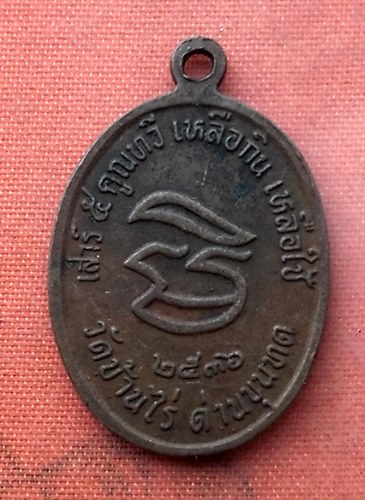 เสาร์ ๕ คูณทวี เหลือกิน เหลือใช้
๒๕๓๖
วัดบ้านไร่ ด่านขุนทด